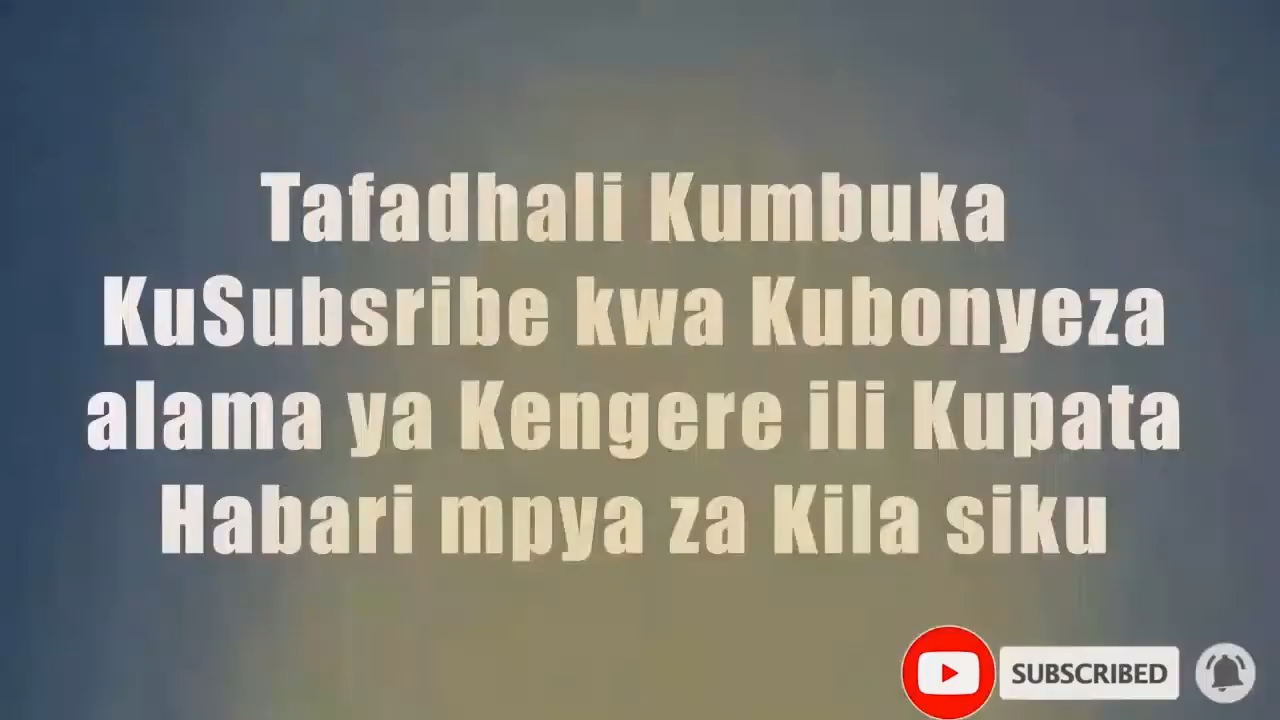 Tafadhali Kumbuka
KuSubsribe kwa Kubonyeza
alama ya Kengere ili Kupata
Habari mpya za Kila siku
SUBSCRIBED